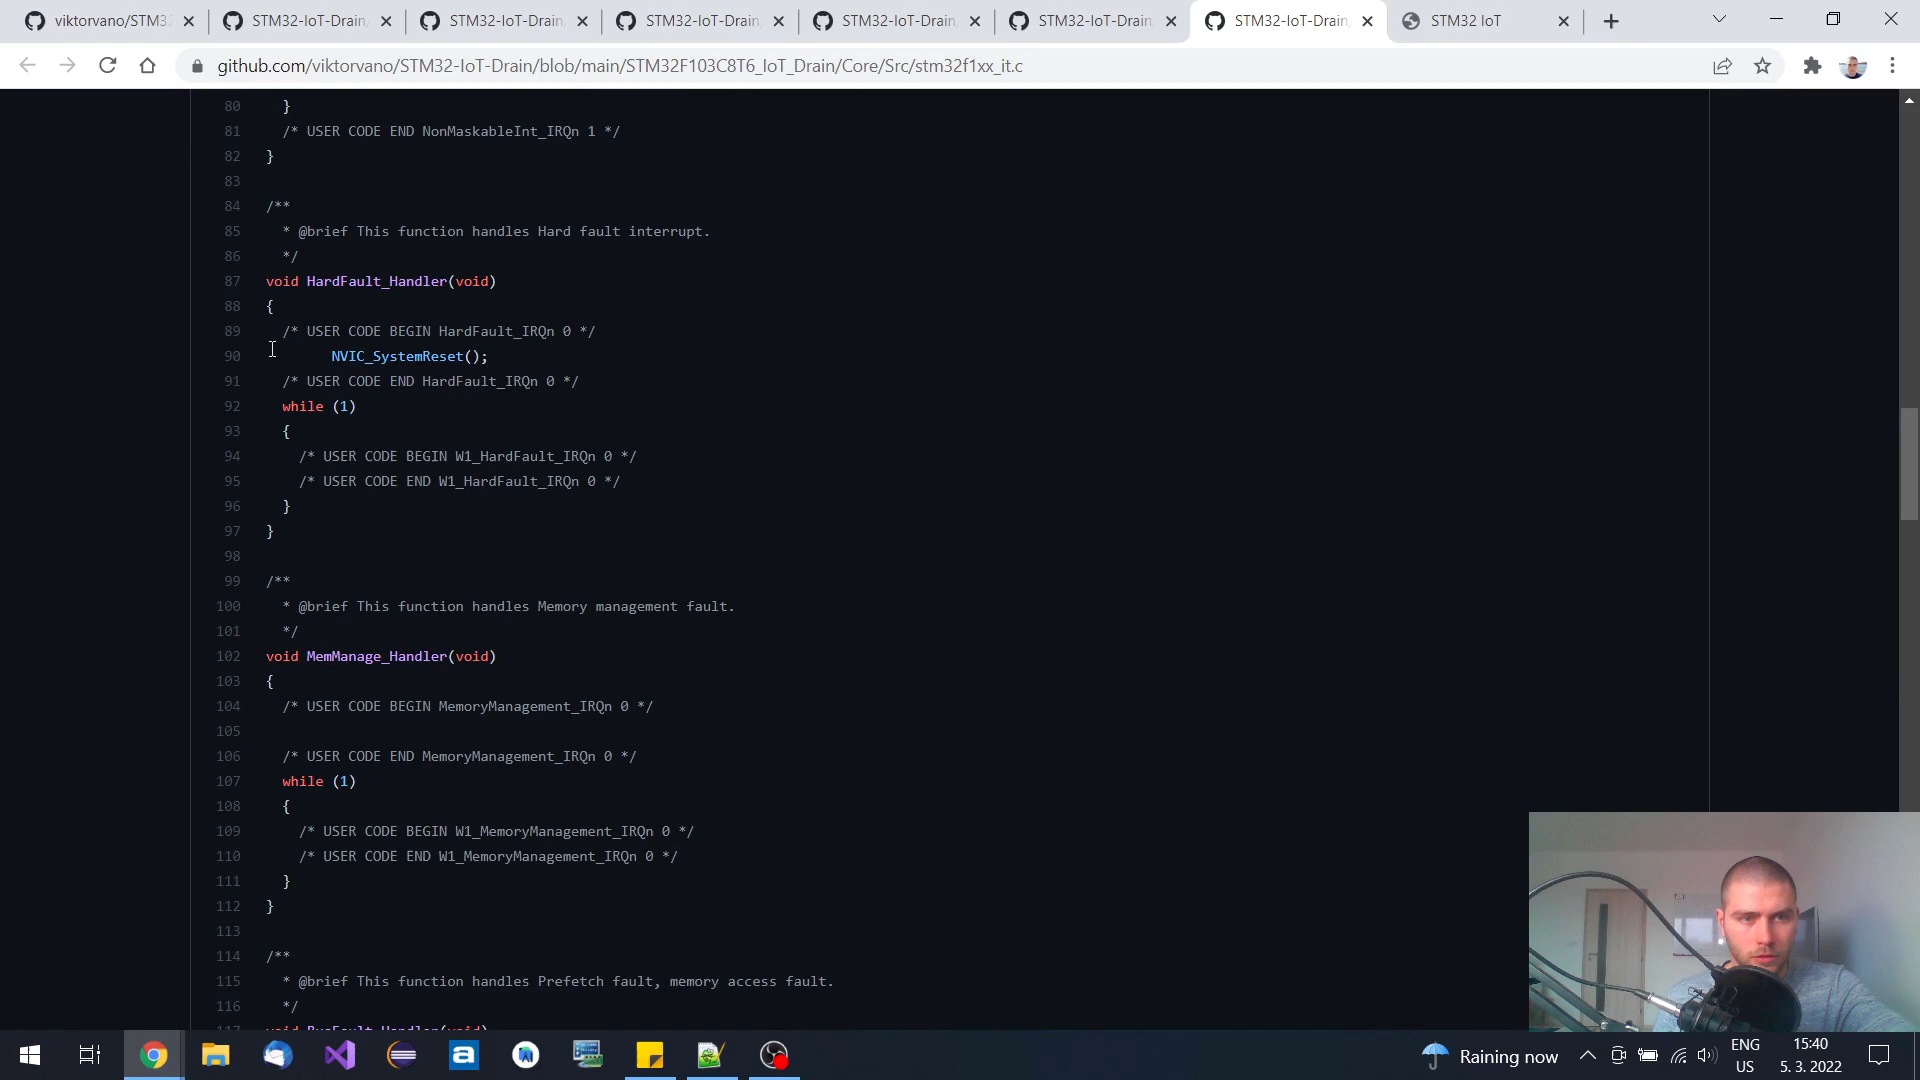 viktorvano/STM32
STM32-IoT-Drain
STM32-IoT-Drain
STM32-IoT-Drain
STM32-IoT-Drain
STM32-IoT-Drain
STM32-IoT-Drain
STM32 IoT
github.com/viktorvano/STM32-IoT-Drain/blob/main/STM32F103C8T6_IoT_Drain/Core/Src/stm32f1xx_it.c
80 }
81 /* USER CODE END NonMaskableInt_IRQn 1 */
82 }
83
84 /**
85 * @brief This function handles Hard fault interrupt.
86 */
87 void HardFault_Handler(void)
88 {
89 /* USER CODE BEGIN HardFault_IRQn 0 */
90 NVIC_SystemReset();
91 /* USER CODE END HardFault_IRQn 0 */
92 while (1)
93 {
94 /* USER CODE BEGIN W1_HardFault_IRQn 0 */
95 /* USER CODE END W1_HardFault_IRQn 0 */
96 }
97 }
98
99 /**
100 * @brief This function handles Memory management fault.
101 */
102 void MemManage_Handler(void)
103 {
104 /* USER CODE BEGIN MemoryManagement_IRQn 0 */
105
106 /* USER CODE END MemoryManagement_IRQn 0 */
107 while (1)
108 {
109 /* USER CODE BEGIN W1_MemoryManagement_IRQn 0 */
110 /* USER CODE END W1_MemoryManagement_IRQn 0 */
111 }
112 }
113
114 /**
115 * @brief This function handles Prefetch fault, memory access fault.
116 */
117 void BusFault_Handler(void)
Raining now
ENG
US
15:40
5. 3. 2022